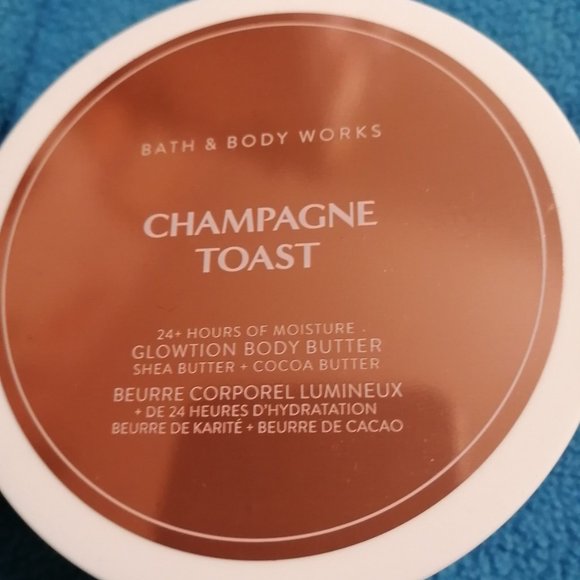 BATH & BODY WORKS
CHAMPAGNE
TOAST
24+ HOURS OF MOISTURE
GLOWTION BODY BUTTER
SHEA BUTTER + COCOA BUTTER
BEURRE CORPOREL LUMINEUX
+ DE 24 HEURES D'HYDRATATION
BEURRE DE KARITÉ + BEURRE DE CACAO